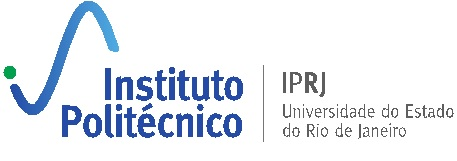 Instituto
Politécnico
IPRJ
Universidade do Estado
do Rio de Janeiro